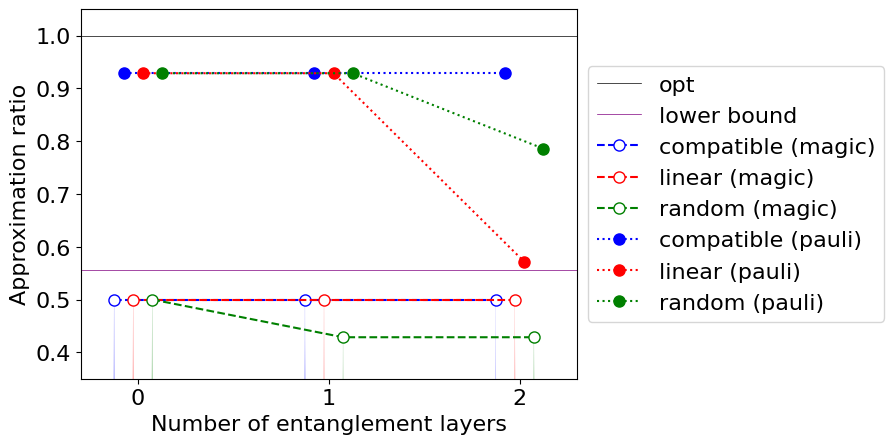 Approximation ratio
1.0
0.9
0.8
0.7
0.6
0.5
0.4
0
1
2
Number of entanglement layers
opt
lower bound
compatible (magic)
linear (magic)
random (magic)
compatible (pauli)
linear (pauli)
random (pauli)